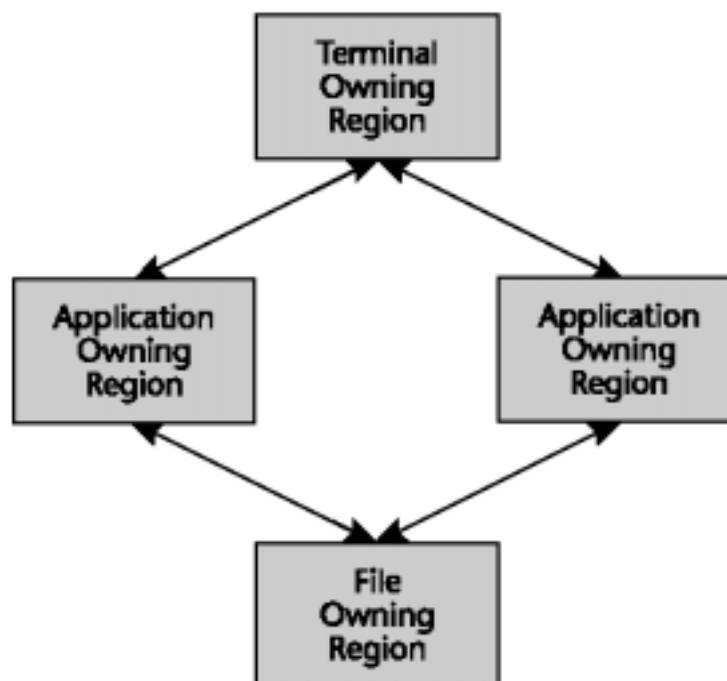 Terminal
Owning
Region
Application
Owning
Region
Application
Owning
Region
File
Owning
Region